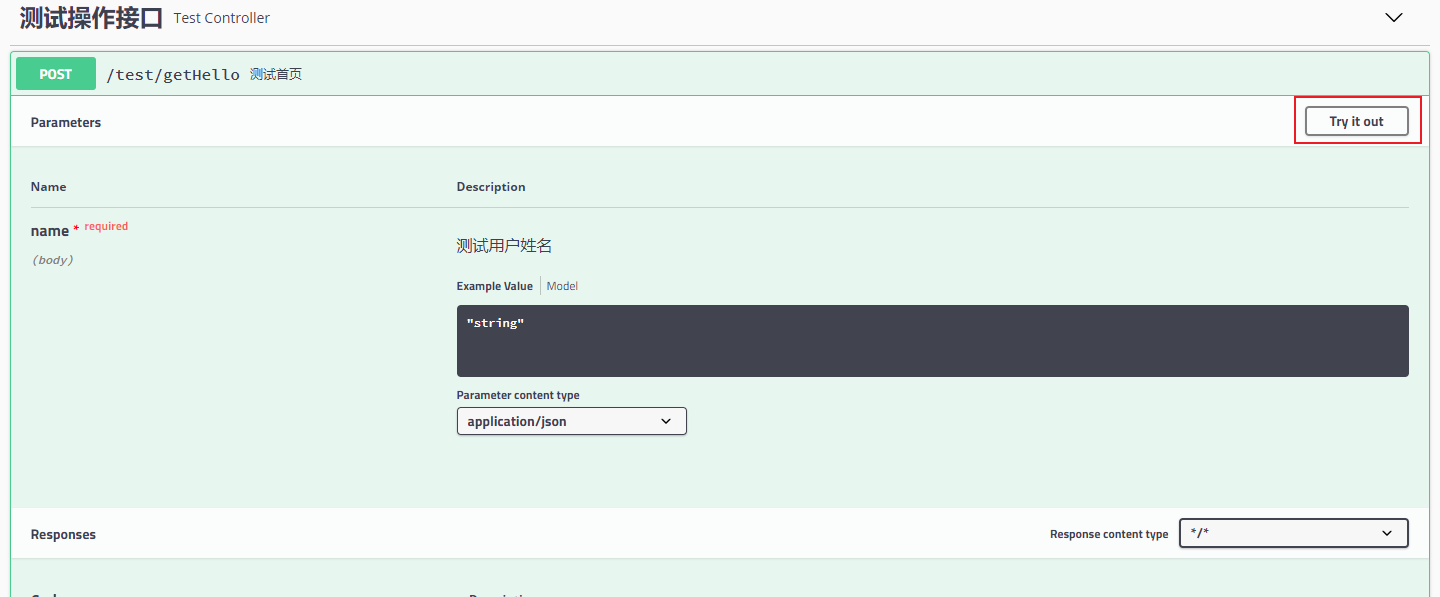 测试操作接口 Test Controller
POST /test/getHello 测试首页
Parameters Try it out
Name Description
name * required
测试用户姓名
(body)
Example Value Model
"string"
Parameter content type
application/json
Responses Response content type */*